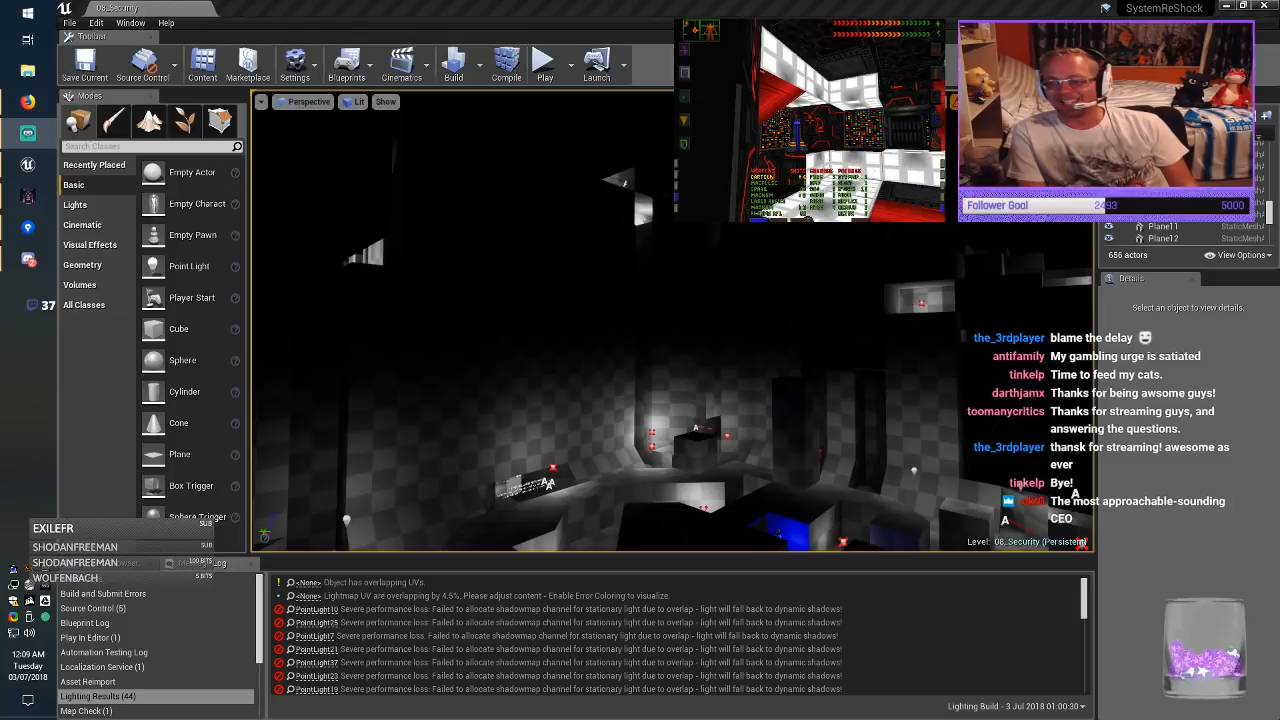 08_Security
SystemReShock
File Edit Window Help
Toolbar
Save Current
Source Control
Content
Marketplace
Settings
Blueprints
Cinematics
Build
Compile
Play
Launch
Modes
Search Classes
Recently Placed
Basic
Lights
Cinematic
Visual Effects
Geometry
Volumes
All Classes
Empty Actor
Empty Charact
Empty Pawn
Point Light
Player Start
Cube
Sphere
Cylinder
Cone
Plane
Box Trigger
Sphere Trigger
Perspective
Lit
Show
Follower Goal 2493 5000
Plane11 StaticMeshA
Plane12 StaticMeshA
656 actors
View Options
Details
Select an object to view details.
37
the_3rdplayer blame the delay
antifamily My gambling urge is satiated
tinkelp Time to feed my cats.
darthjamx Thanks for being awsome guys!
toomanycritics Thanks for streaming guys, and
answering the questions.
the_3rdplayer thansk for streaming! awesome as
ever
tinkelp Bye!
The most approachable-sounding
CEO
Level: 08_Security (Persistent)
EXILEFR SUB
SHODANFREEMAN SUB
SHODANFREEMAN 100 BITS
WOLFENBACH 5 BITS
Build and Submit Errors
Source Control (5)
Blueprint Log
Play In Editor (1)
Automation Testing Log
Localization Service (1)
Asset Reimport
Lighting Results (44)
Map Check (1)
<None> Object has overlapping UVs.
<None> Lightmap UV are overlapping by 4.5%. Please adjust content - Enable Error Coloring to visualize.
PointLight10 Severe performance loss: Failed to allocate shadowmap channel for stationary light due to overlap - light will fall back to dynamic shadows!
PointLight25 Severe performance loss: Failed to allocate shadowmap channel for stationary light due to overlap - light will fall back to dynamic shadows!
PointLight7 Severe performance loss: Failed to allocate shadowmap channel for stationary light due to overlap - light will fall back to dynamic shadows!
PointLight21 Severe performance loss: Failed to allocate shadowmap channel for stationary light due to overlap - light will fall back to dynamic shadows!
PointLight37 Severe performance loss: Failed to allocate shadowmap channel for stationary light due to overlap - light will fall back to dynamic shadows!
PointLight23 Severe performance loss: Failed to allocate shadowmap channel for stationary light due to overlap - light will fall back to dynamic shadows!
PointLight19 Severe performance loss: Failed to allocate shadowmap channel for stationary light due to overlap - light will fall back to dynamic shadows!
Lighting Build - 3 Jul 2018 01:00:30
12:09 AM
Tuesday
03/07/2018